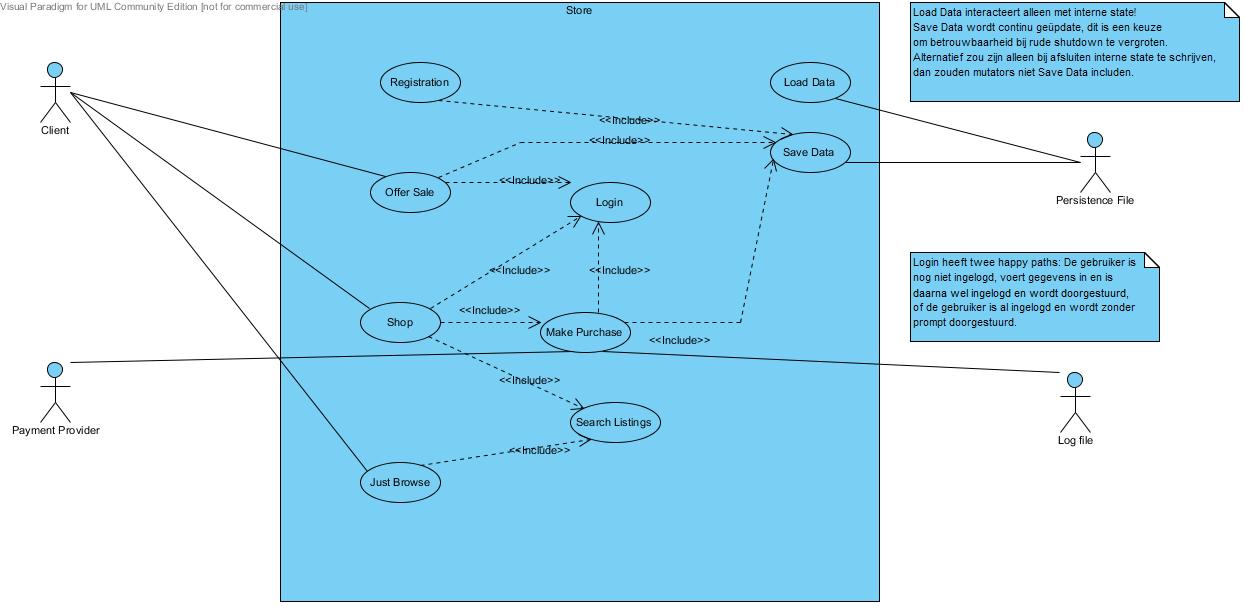 Visual Paradigm for UML Community Edition [not for commercial use]
Store
Load Data interacteert alleen met interne state!
Save Data wordt continu geüpdate, dit is een keuze
om betrouwbaarheid bij rude shutdown te vergroten.
Alternatief zou zijn alleen bij afsluiten interne state te schrijven,
dan zouden mutators niet Save Data includen.
Client
Registration
Load Data
<<Include>>
<<Include>>
Save Data
Offer Sale
<<Include>>
Login
Persistence File
<<Include>>
<<Include>>
Login heeft twee happy paths: De gebruiker is
nog niet ingelogd, voert gegevens in en is
daarna wel ingelogd en wordt doorgestuurd,
of de gebruiker is al ingelogd en wordt zonder
prompt doorgestuurd.
Shop
<<Include>>
Make Purchase
<<Include>>
Payment Provider
<<Include>>
Search Listings
Log file
<<Include>>
Just Browse